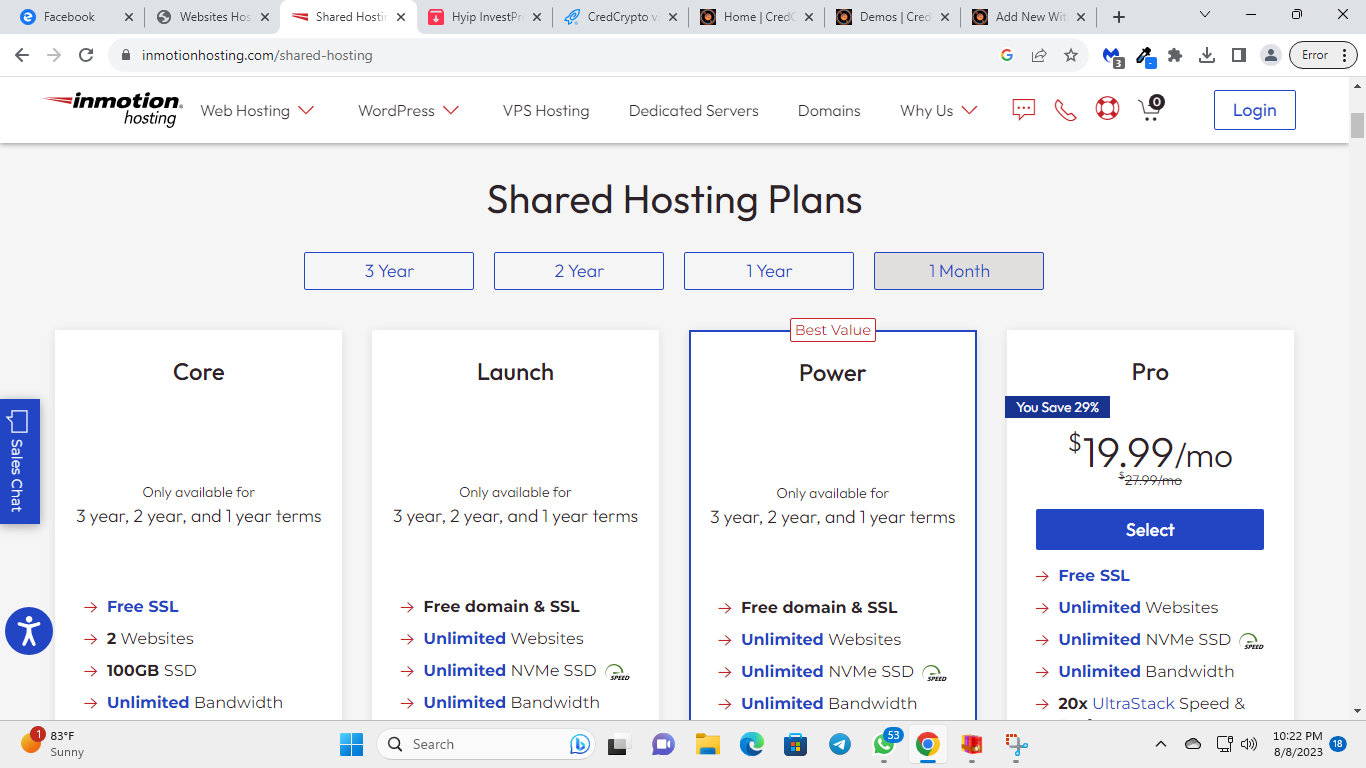 Facebook
Websites Hos
Shared Hostin
Hyip InvestPr
CredCrypto v
Home | Cred
Demos | Cred
Add New Wit
inmotionhosting.com/shared-hosting
3
Error
inmotion
hosting
Web Hosting
WordPress
VPS Hosting
Dedicated Servers
Domains
Why Us
0
Login
Shared Hosting Plans
3 Year
2 Year
1 Year
1 Month
Core
Only available for
3 year, 2 year, and 1 year terms
Free SSL
2 Websites
100GB SSD
Unlimited Bandwidth
Launch
Only available for
3 year, 2 year, and 1 year terms
Free domain & SSL
Unlimited Websites
Unlimited NVMe SSD SPEED
Unlimited Bandwidth
Best Value
Power
Only available for
3 year, 2 year, and 1 year terms
Free domain & SSL
Unlimited Websites
Unlimited NVMe SSD SPEED
Unlimited Bandwidth
Pro
You Save 29%
$19.99/mo
$27.99/mo
Select
Free SSL
Unlimited Websites
Unlimited NVMe SSD SPEED
Unlimited Bandwidth
20x UltraStack Speed &
Sales Chat
1
83°F
Sunny
Search
53
10:22 PM
8/8/2023
18